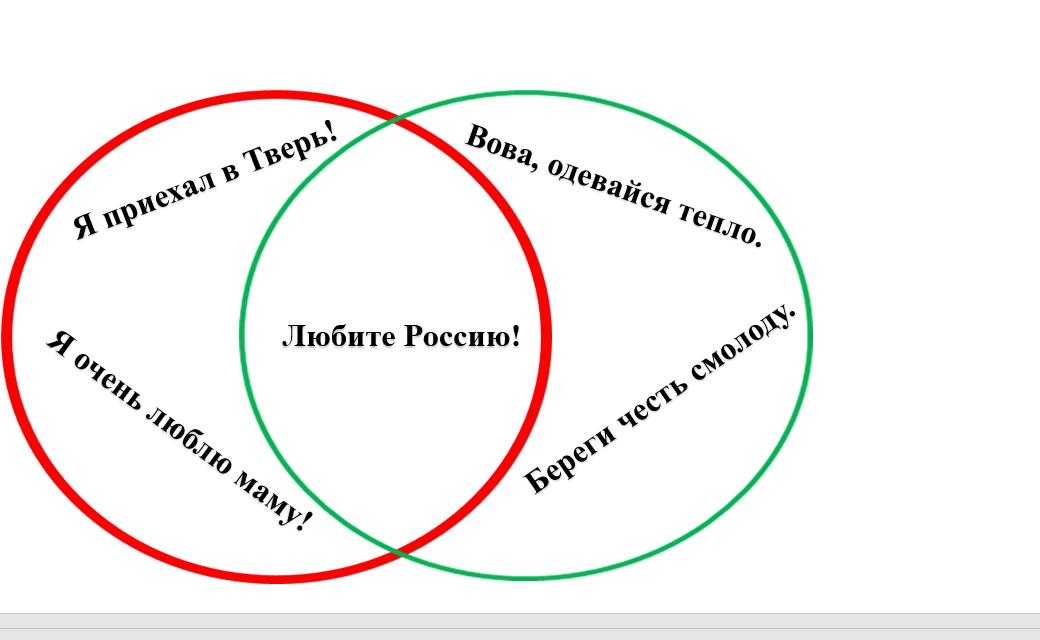 Я приехал в Тверь!
Вова, одевайся тепло.
Любите Россию!
Я очень люблю маму!
Береги честь смолоду.